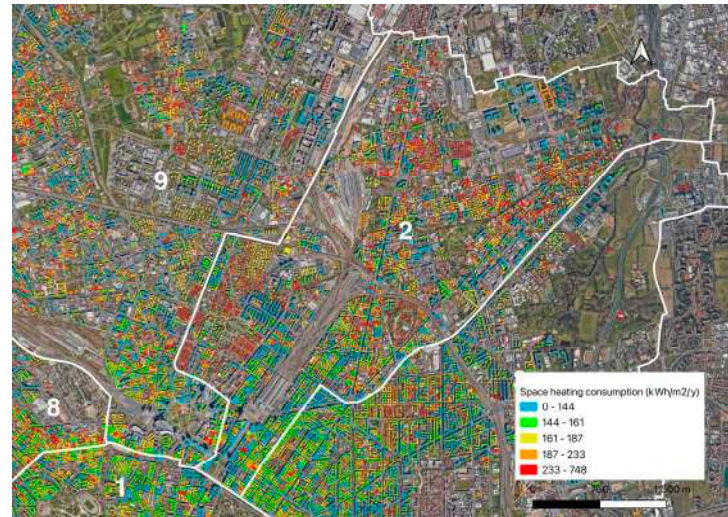 9
2
8
1
Space heating consumption (kWh/m2/y)
0 - 144
144 - 161
161 - 187
187 - 233
233 - 748